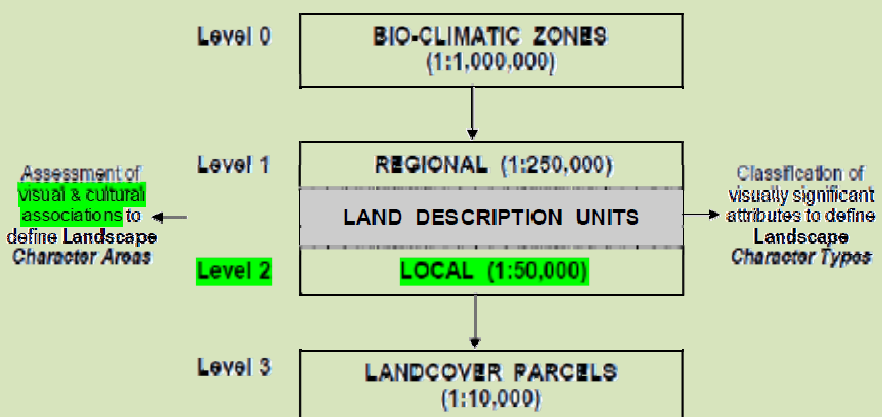 Level 0
BIO-CLIMATIC ZONES
(1:1,000,000)
Level 1
REGIONAL (1:250,000)
Assessment of
visual & cultural
associations to
define Landscape
Character Areas
LAND DESCRIPTION UNITS
Classification of
visually significant
attributes to define
Landscape
Character Types
Level 2
LOCAL (1:50,000)
Level 3
LANDCOVER PARCELS
(1:10,000)